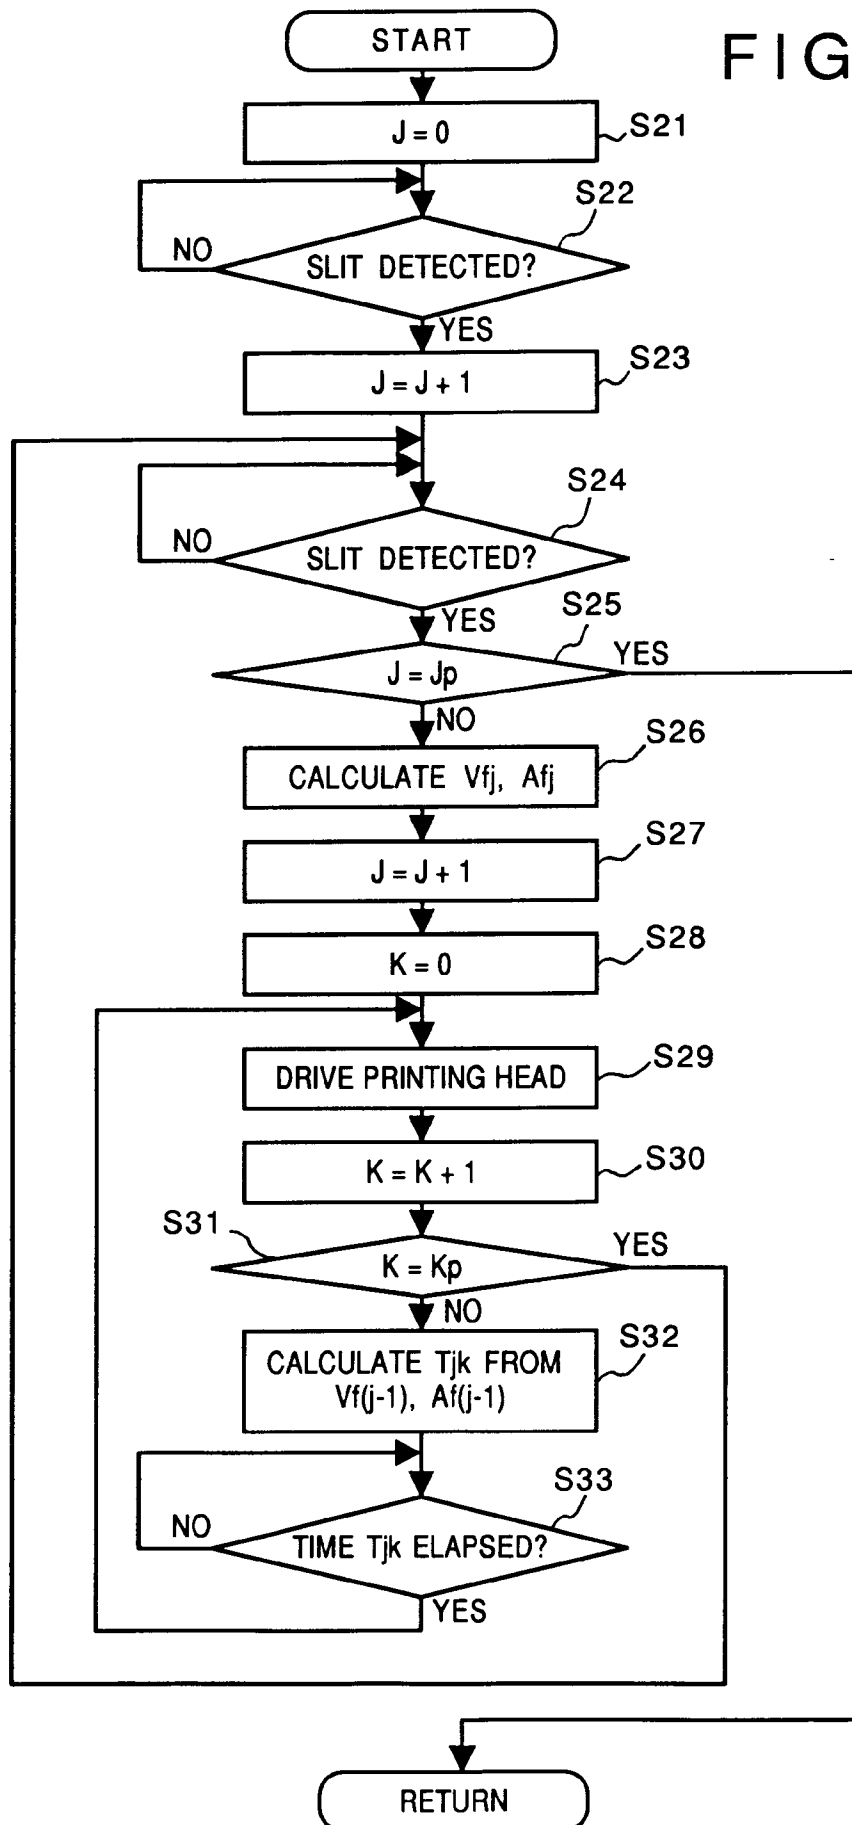 START
FIG
J = 0
S21
S22
NO
SLIT DETECTED?
YES
S23
J = J + 1
S24
NO
SLIT DETECTED?
YES
S25
J = Jp
YES
NO
S26
CALCULATE Vfj, Afj
S27
J = J + 1
S28
K = 0
S29
DRIVE PRINTING HEAD
S30
K = K + 1
S31
K = Kp
YES
NO
S32
CALCULATE Tjk FROM
Vf(j-1), Af(j-1)
S33
NO
TIME Tjk ELAPSED?
YES
RETURN